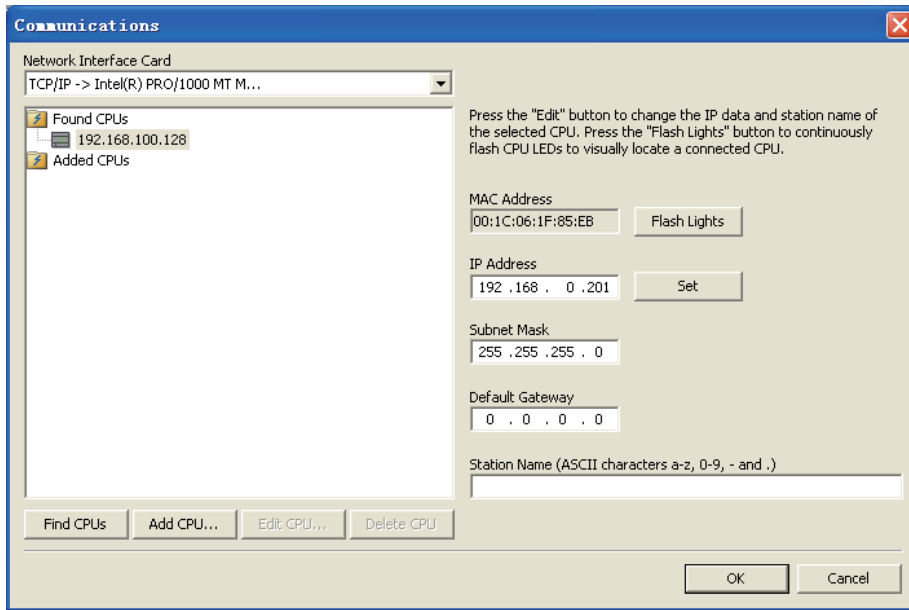 Communications
Network Interface Card
TCP/IP -> Intel(R) PRO/1000 MT M...
Found CPUs
192.168.100.128
Added CPUs
Press the "Edit" button to change the IP data and station name of
the selected CPU. Press the "Flash Lights" button to continuously
flash CPU LEDs to visually locate a connected CPU.
MAC Address
00:1C:06:1F:85:EB
Flash Lights
IP Address
192 .168 . 0 .201
Set
Subnet Mask
255 .255 .255 . 0
Default Gateway
0 . 0 . 0 . 0
Station Name (ASCII characters a-z, 0-9, - and .)
Find CPUs
Add CPU...
Edit CPU...
Delete CPU
OK
Cancel